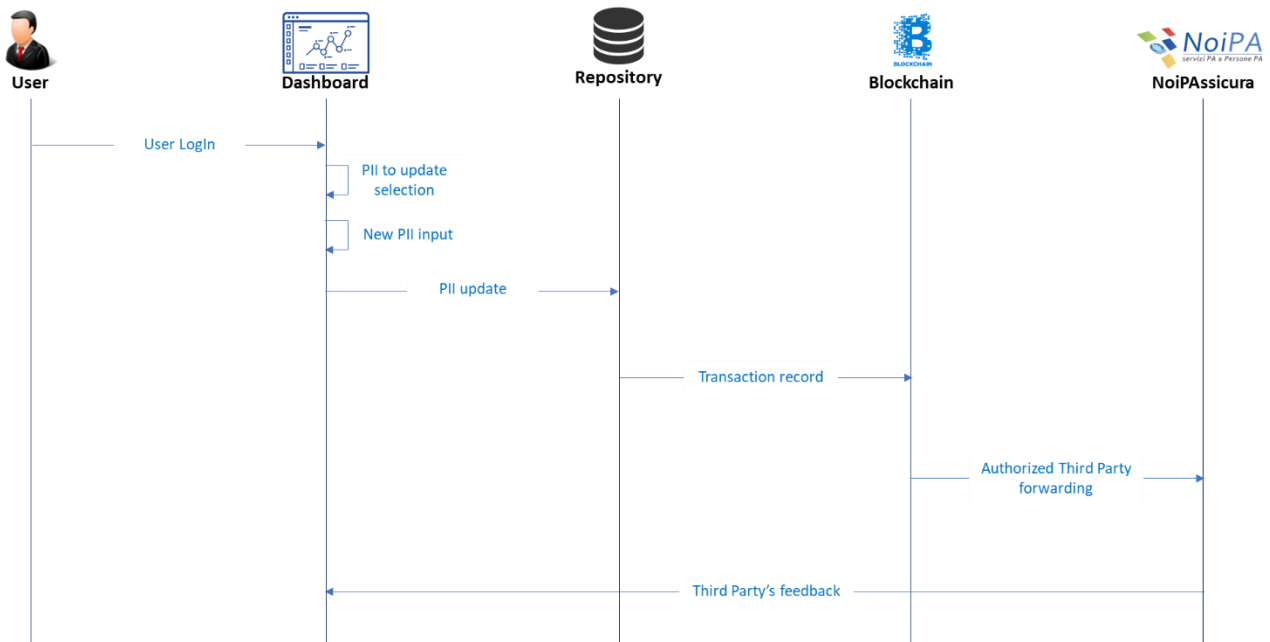 BLOCKCHAIN
NoiPA
servizi PA a Persone PA
User
Dashboard
Repository
Blockchain
NoiPAssicura
User LogIn
PII to update
selection
New PII input
PII update
Transaction record
Authorized Third Party
forwarding
Third Party's feedback